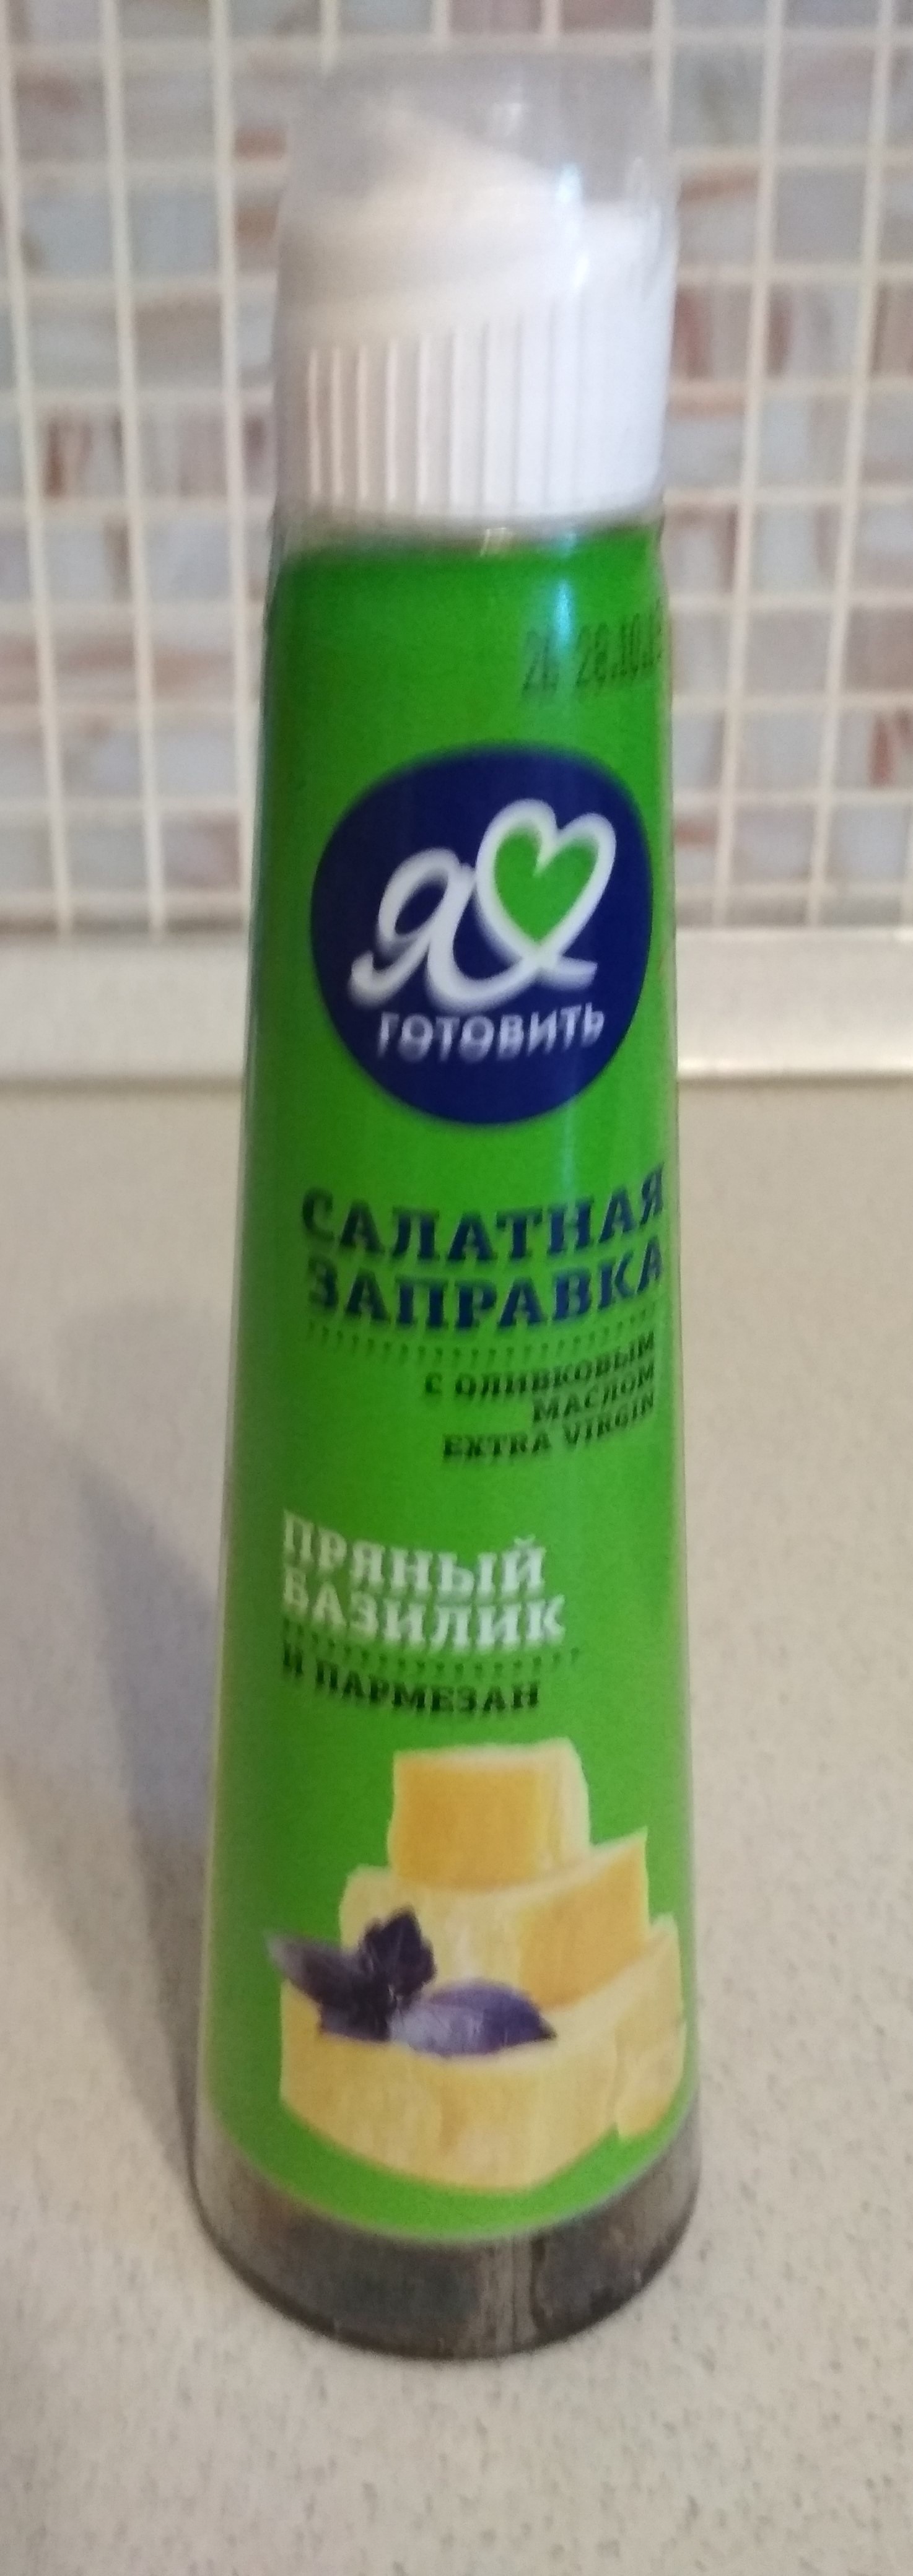 Я
ГОТОВИТЬ
САЛАТНАЯ
ЗАПРАВКА
С ОЛИВКОВЫМ
МАСЛОМ
EXTRA VIRGIN
ПРЯНЫЙ
БАЗИЛИК
И ПАРМЕЗАН